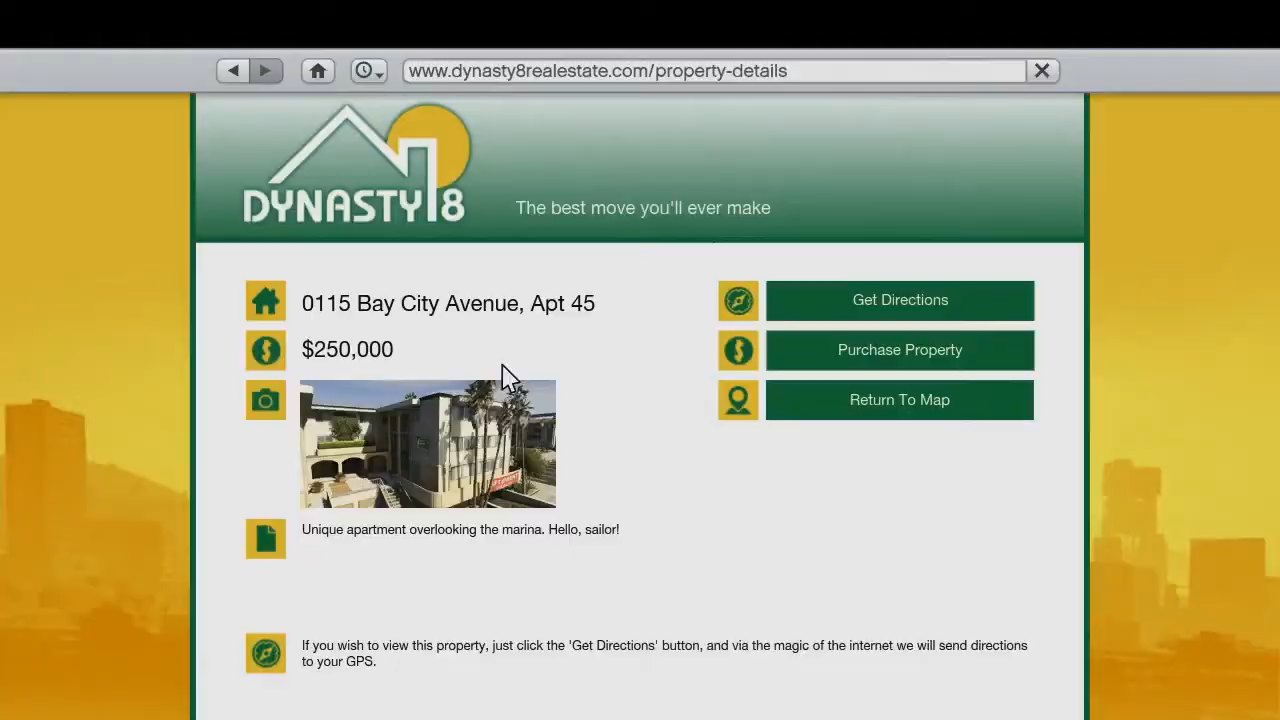 www.dynasty8realestate.com/property-details
DYNASTY 8
The best move you'll ever make
0115 Bay City Avenue, Apt 45
$250,000
Get Directions
Purchase Property
Return To Map
Unique apartment overlooking the marina. Hello, sailor!
If you wish to view this property, just click the 'Get Directions' button, and via the magic of the internet we will send directions
to your GPS.